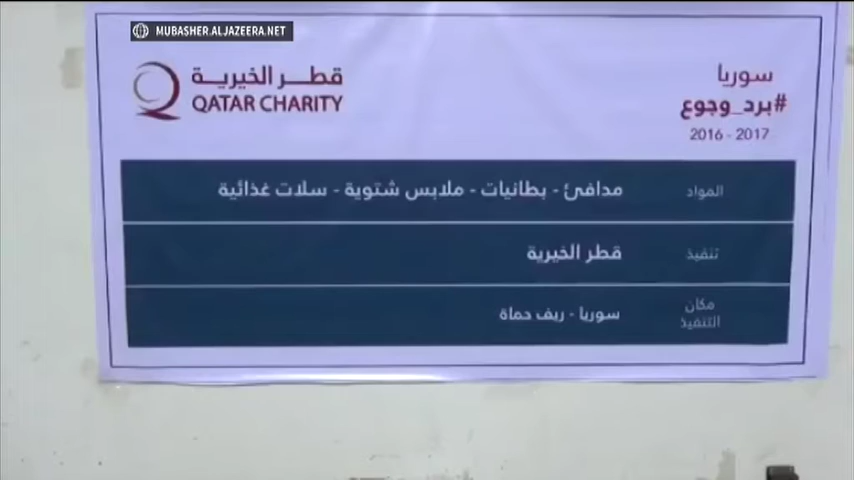 MUBASHER.ALJAZEERA.NET
سوريا
#برد_وجوع
2016 - 2017
قطر الخيرية
QATAR CHARITY
المواد مدافئ - بطانيات - ملابس شتوية - سلات غذائية
تنفيذ قطر الخيرية
مكان التنفيذ سوريا - ريف حماة